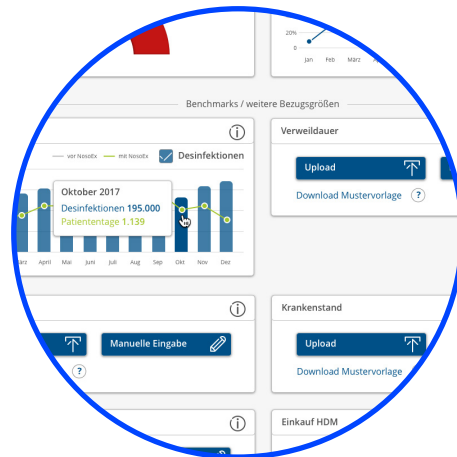 20%
0
Jan Feb März
Benchmarks / weitere Bezugsgrößen
Verweildauer
vor NosoEx mit NosoEx Desinfektionen
Upload
Download Mustervorlage ?
Oktober 2017
Desinfektionen 195.000
Patiententage 1.139
April Mai Juni Juli Aug Sep Okt Nov Dez
Krankenstand
Manuelle Eingabe
Upload
?
Download Mustervorlage
Einkauf HDM